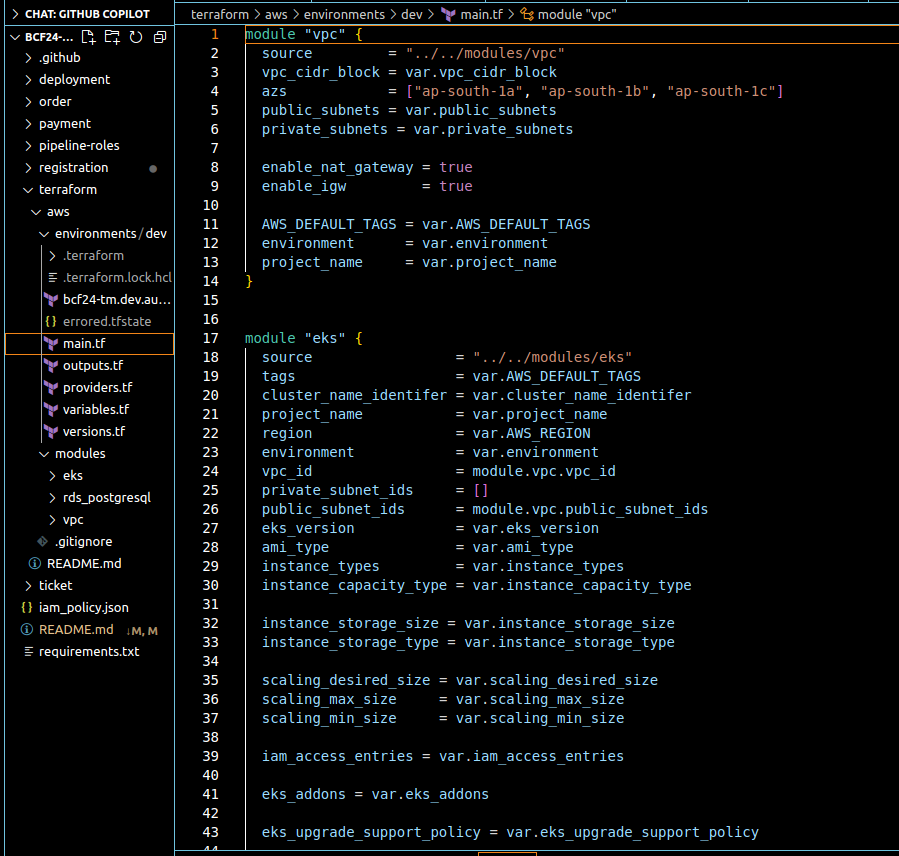 CHAT: GITHUB COPILOT
BCF24-...
.github
deployment
order
payment
pipeline-roles
registration
terraform
aws
environments/dev
.terraform
.terraform.lock.hcl
bcf24-tm.dev.au...
errored.tfstate
main.tf
outputs.tf
providers.tf
variables.tf
versions.tf
modules
eks
rds_postgresql
vpc
.gitignore
README.md
ticket
iam_policy.json
README.md ↓M, M
requirements.txt
terraform > aws > environments > dev > main.tf > module "vpc"
1 module "vpc" {
2 source         = "../../modules/vpc"
3 vpc_cidr_block = var.vpc_cidr_block
4 azs            = ["ap-south-1a", "ap-south-1b", "ap-south-1c"]
5 public_subnets = var.public_subnets
6 private_subnets = var.private_subnets
7
8 enable_nat_gateway = true
9 enable_igw         = true
10
11 AWS_DEFAULT_TAGS = var.AWS_DEFAULT_TAGS
12 environment      = var.environment
13 project_name     = var.project_name
14 }
15
16
17 module "eks" {
18 source                 = "../../modules/eks"
19 tags                   = var.AWS_DEFAULT_TAGS
20 cluster_name_identifer = var.cluster_name_identifer
21 project_name           = var.project_name
22 region                 = var.AWS_REGION
23 environment            = var.environment
24 vpc_id                 = module.vpc.vpc_id
25 private_subnet_ids     = []
26 public_subnet_ids      = module.vpc.public_subnet_ids
27 eks_version            = var.eks_version
28 ami_type               = var.ami_type
29 instance_types         = var.instance_types
30 instance_capacity_type = var.instance_capacity_type
31
32 instance_storage_size = var.instance_storage_size
33 instance_storage_type = var.instance_storage_type
34
35 scaling_desired_size = var.scaling_desired_size
36 scaling_max_size     = var.scaling_max_size
37 scaling_min_size     = var.scaling_min_size
38
39 iam_access_entries = var.iam_access_entries
40
41 eks_addons = var.eks_addons
42
43 eks_upgrade_support_policy = var.eks_upgrade_support_policy
44